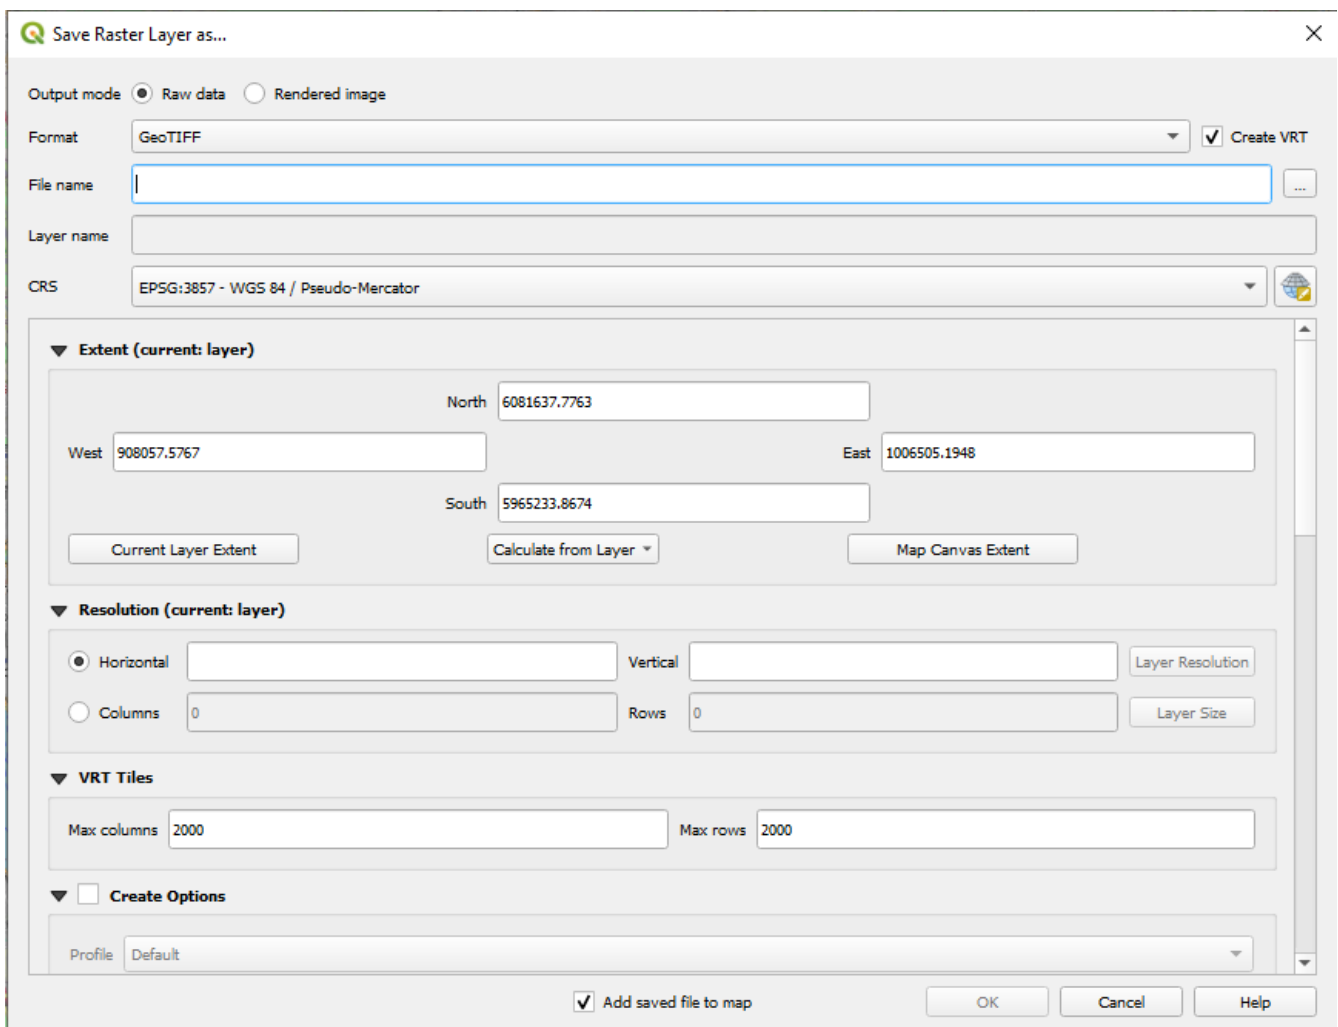 Save Raster Layer as...
Output mode Raw data Rendered image
Format GeoTIFF Create VRT
File name ...
Layer name
CRS EPSG:3857 - WGS 84 / Pseudo-Mercator
Extent (current: layer)
North 6081637.7763
West 908057.5767 East 1006505.1948
South 5965233.8674
Current Layer Extent Calculate from Layer Map Canvas Extent
Resolution (current: layer)
Horizontal Vertical Layer Resolution
Columns 0 Rows 0 Layer Size
VRT Tiles
Max columns 2000 Max rows 2000
Create Options
Profile Default
Add saved file to map OK Cancel Help